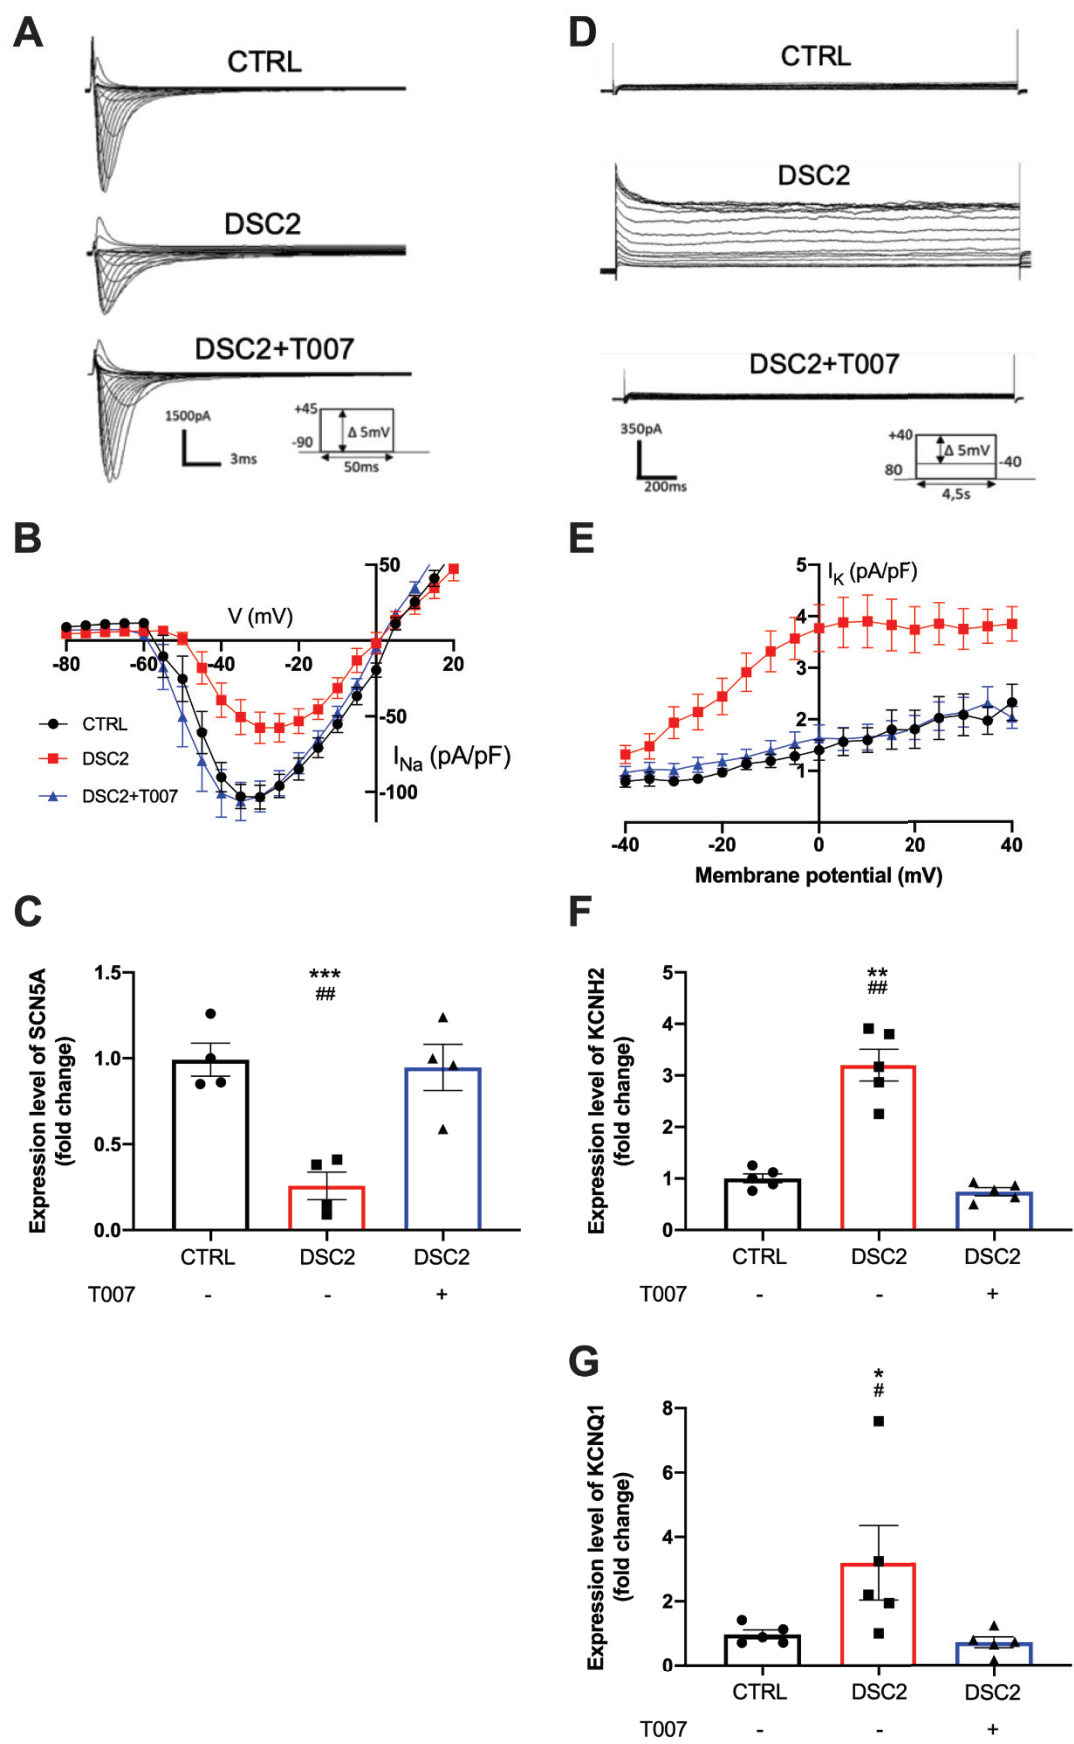 A
CTRL
DSC2
DSC2+T007
1500pA
3ms
+45
Δ 5mV
-90
50ms
D
CTRL
DSC2
DSC2+T007
350pA
200ms
+40
Δ 5mV
80
-40
4,5s
B
50
V (mV)
-80 -60 -40 -20 20
-50
-100
I Na (pA/pF)
CTRL
DSC2
DSC2+T007
E
5
I K (pA/pF)
4
3
2
1
-40 -20 0 20 40
Membrane potential (mV)
C
Expression level of SCN5A
(fold change)
1.5
1.0
0.5
0.0
***
##
CTRL DSC2 DSC2
T007 - - +
F
Expression level of KCNH2
(fold change)
5
4
3
2
1
0
**
##
CTRL DSC2 DSC2
T007 - - +
G
Expression level of KCNQ1
(fold change)
8
6
4
2
0
*
#
CTRL DSC2 DSC2
T007 - - +